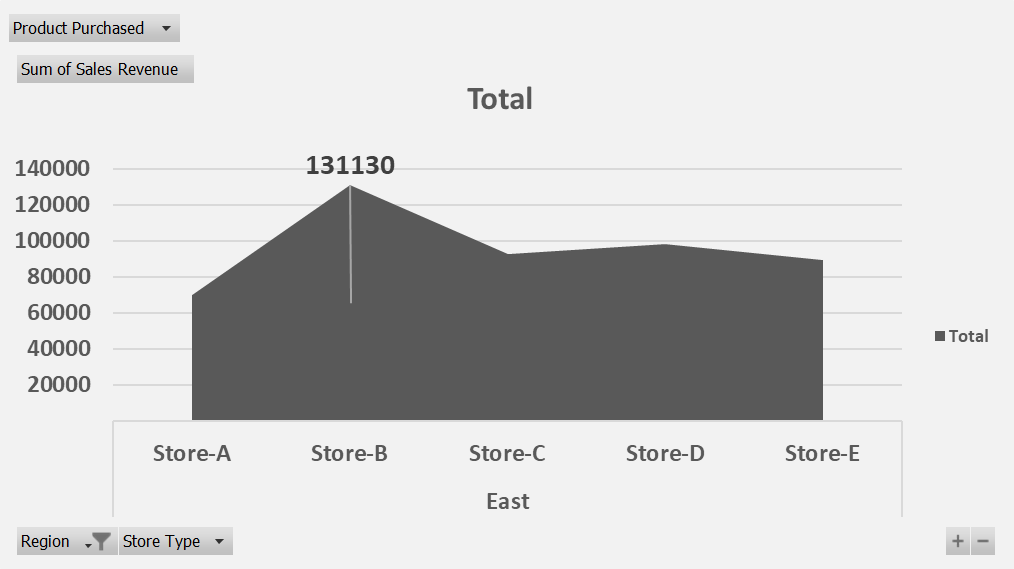 Product Purchased
Sum of Sales Revenue
Total
131130
140000
120000
100000
80000
60000
40000
20000
Total
Store-A Store-B Store-C Store-D Store-E
East
Region Store Type + −